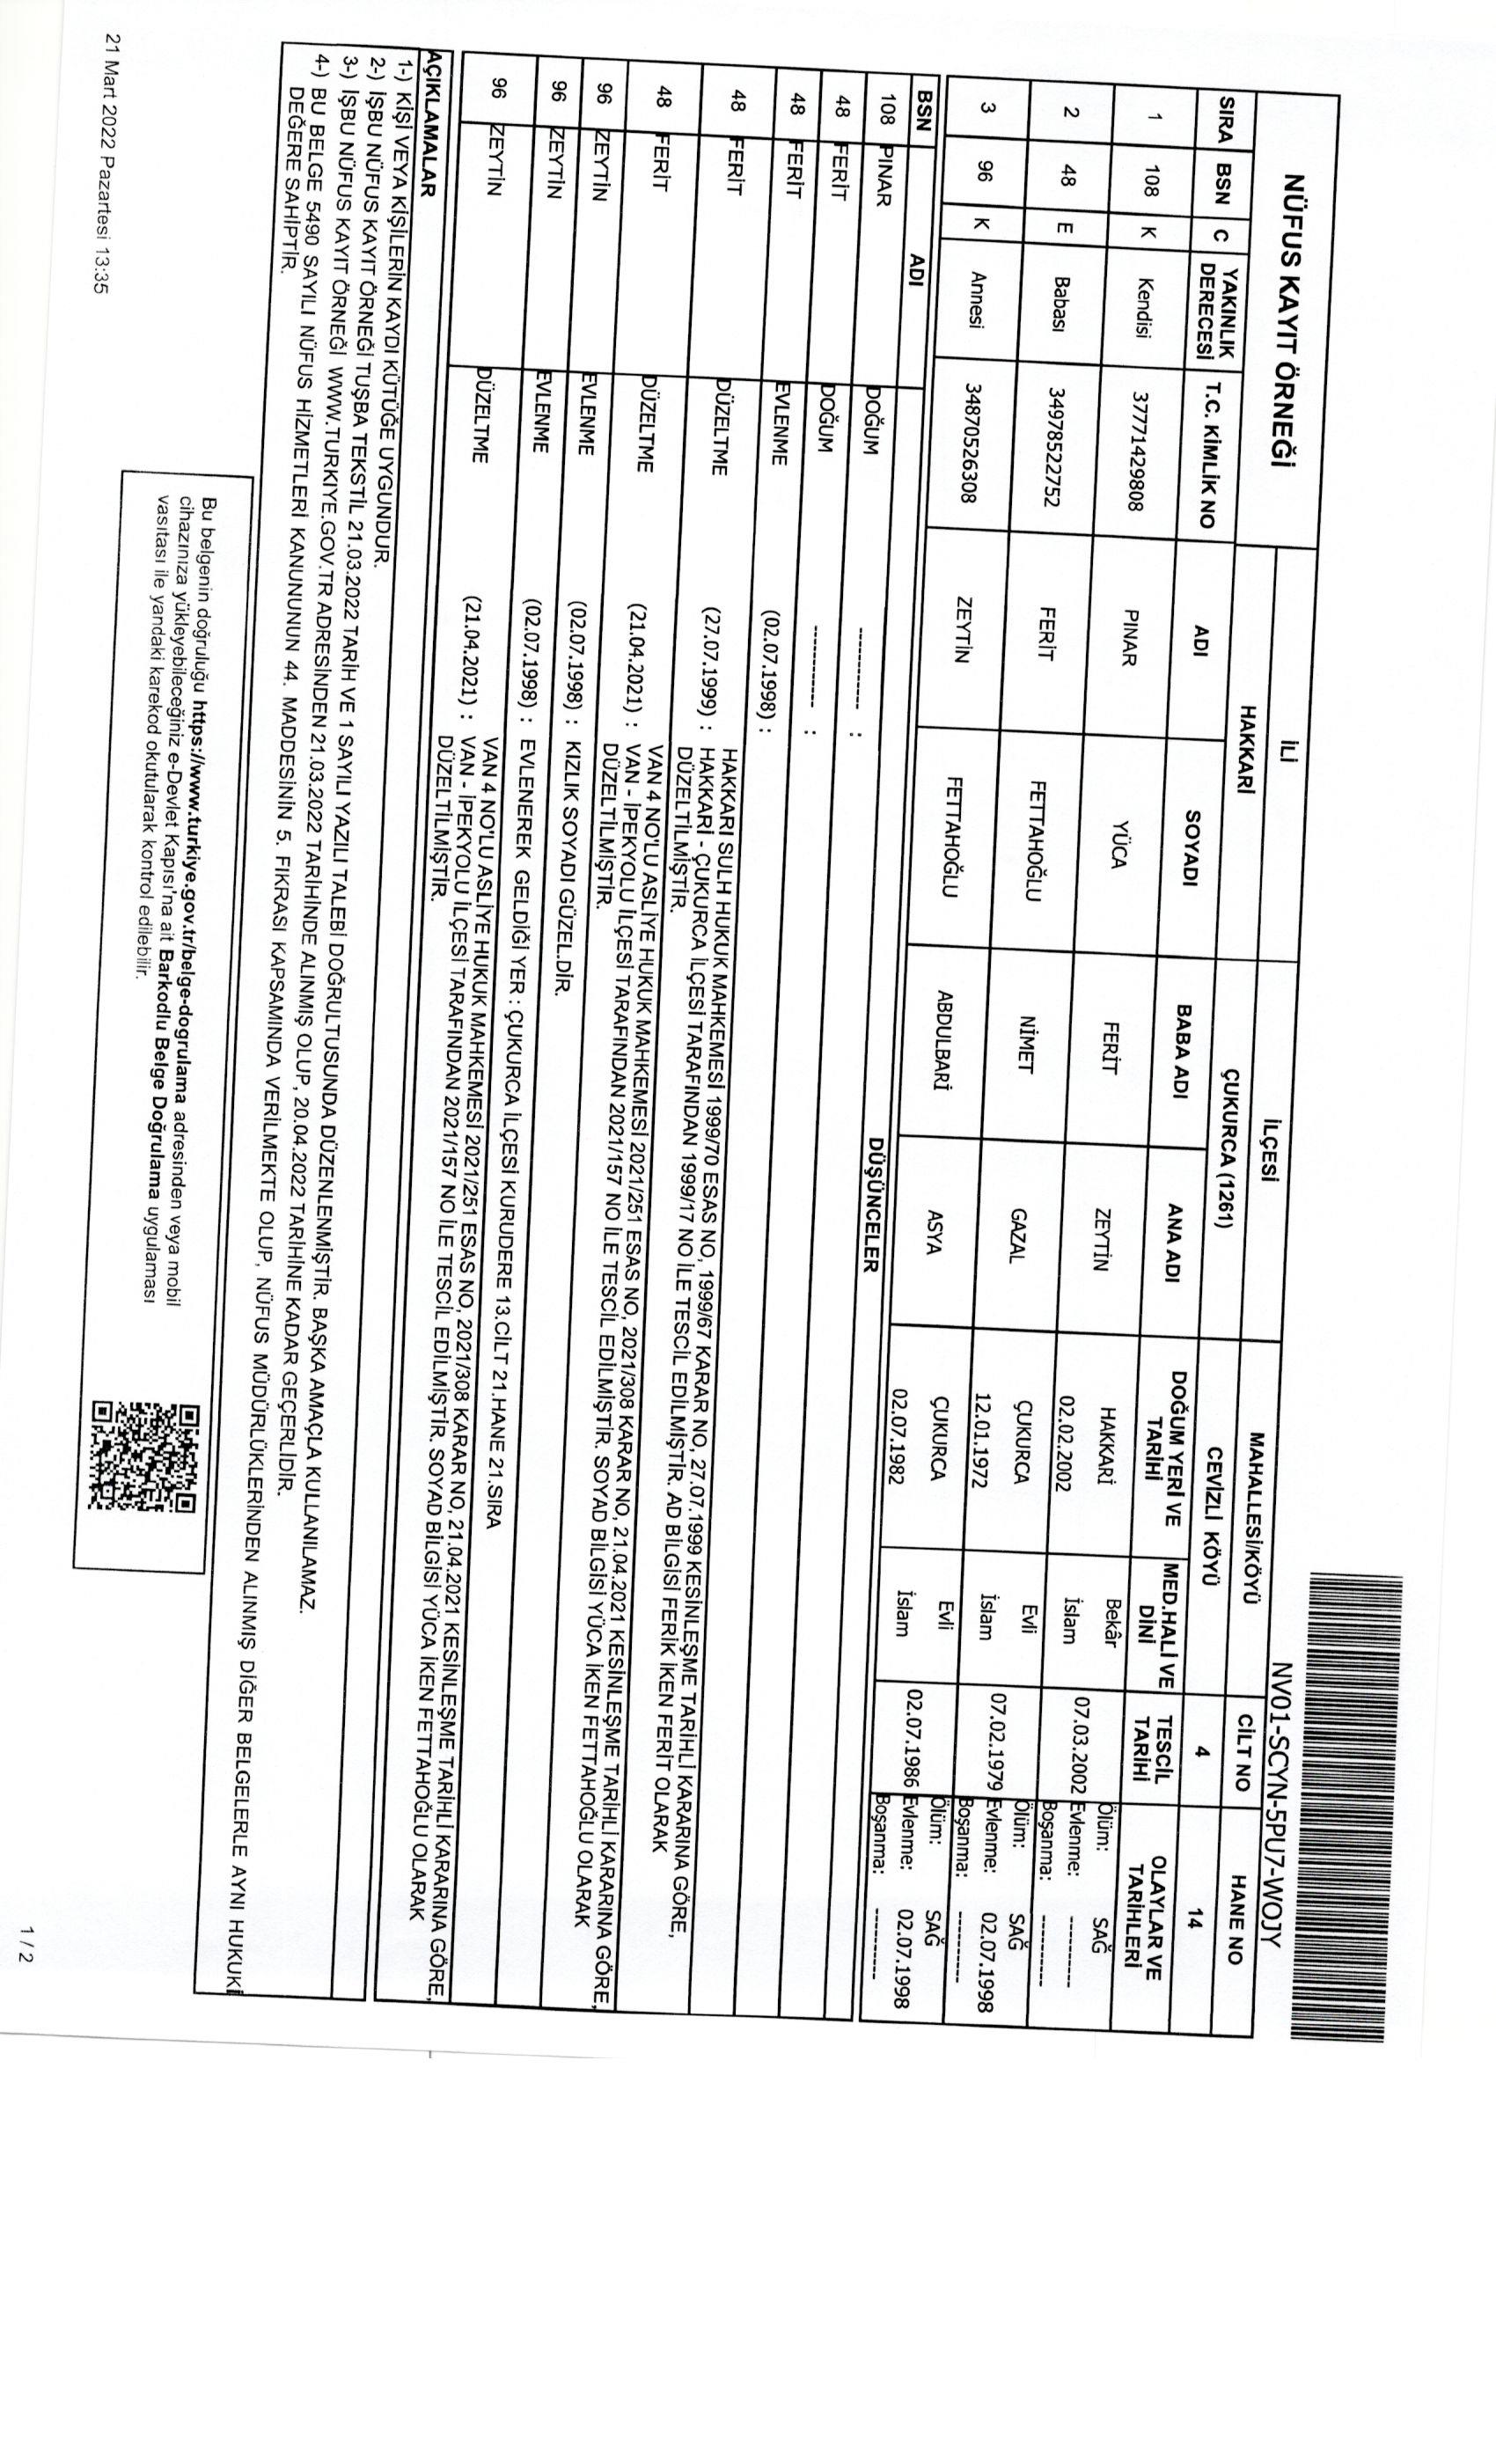 NV01-SCYN-5PU7-WOJY
NÜFUS KAYIT ÖRNEĞİ
İLİ İLÇESİ MAHALLESİ/KÖYÜ CİLT NO HANE NO
HAKKARİ ÇUKURCA (1261) CEVİZLİ KÖYÜ 4 14
SIRA BSN C YAKINLIK DERECESİ T.C. KİMLİK NO ADI SOYADI BABA ADI ANA ADI DOĞUM YERİ VE TARİHİ MED.HALİ VE DİNİ TESCİL TARİHİ OLAYLAR VE TARİHLERİ
1 108 K Kendisi 37771429808 PINAR YÜCA FERİT ZEYTİN HAKKARİ 02.02.2002 Bekâr İslam 07.03.2002 Ölüm: SAĞ Evlenme: ---------- Boşanma: ----------
2 48 E Babası 34978522752 FERİT FETTAHOĞLU NİMET GAZAL ÇUKURCA 12.01.1972 Evli İslam 07.02.1979 Ölüm: SAĞ Evlenme: 02.07.1998 Boşanma: ----------
3 96 K Annesi 34870526308 ZEYTİN FETTAHOĞLU ABDULBARİ ASYA ÇUKURCA 02.07.1982 Evli İslam 02.07.1986 Ölüm: SAĞ Evlenme: 02.07.1998 Boşanma: ----------
BSN ADI DÜŞÜNCELER
108 PINAR DOĞUM ----------- :
48 FERİT DOĞUM ----------- :
48 FERİT EVLENME (02.07.1998) :
48 FERİT DÜZELTME (27.07.1999) : HAKKARI SULH HUKUK MAHKEMESİ 1999/70 ESAS NO, 1999/67 KARAR NO, 27.07.1999 KESİNLEŞME TARİHLİ KARARINA GÖRE,
HAKKARİ - ÇUKURCA İLÇESİ TARAFINDAN 1999/17 NO İLE TESCİL EDİLMİŞTİR. AD BİLGİSİ FERİK İKEN FERİT OLARAK
DÜZELTİLMİŞTİR.
48 FERİT DÜZELTME (21.04.2021) : VAN 4 NO'LU ASLİYE HUKUK MAHKEMESİ 2021/251 ESAS NO, 2021/308 KARAR NO, 21.04.2021 KESİNLEŞME TARİHLİ KARARINA GÖRE,
VAN - İPEKYOLU İLÇESİ TARAFINDAN 2021/157 NO İLE TESCİL EDİLMİŞTİR. SOYAD BİLGİSİ YÜCA İKEN FETTAHOĞLU OLARAK
DÜZELTİLMİŞTİR.
96 ZEYTİN EVLENME (02.07.1998) : KIZLIK SOYADI GÜZEL.DİR.
96 ZEYTİN EVLENME (02.07.1998) : EVLENEREK GELDİĞİ YER : ÇUKURCA İLÇESİ KURUDERE 13.CİLT 21.HANE 21.SIRA
96 ZEYTİN DÜZELTME (21.04.2021) : VAN 4 NO'LU ASLİYE HUKUK MAHKEMESİ 2021/251 ESAS NO, 2021/308 KARAR NO, 21.04.2021 KESİNLEŞME TARİHLİ KARARINA GÖRE,
VAN - İPEKYOLU İLÇESİ TARAFINDAN 2021/157 NO İLE TESCİL EDİLMİŞTİR. SOYAD BİLGİSİ YÜCA İKEN FETTAHOĞLU OLARAK
DÜZELTİLMİŞTİR.
AÇIKLAMALAR
1-) KİŞİ VEYA KİŞİLERİN KAYDI KÜTÜĞE UYGUNDUR.
2-) İŞBU NÜFUS KAYIT ÖRNEĞİ TUŞBA TEKSTİL 21.03.2022 TARİH VE 1 SAYILI YAZILI TALEBİ DOĞRULTUSUNDA DÜZENLENMİŞTİR. BAŞKA AMAÇLA KULLANILAMAZ.
3-) İŞBU NÜFUS KAYIT ÖRNEĞİ WWW.TURKIYE.GOV.TR ADRESİNDEN 21.03.2022 TARİHİNDE ALINMIŞ OLUP, 20.04.2022 TARİHİNE KADAR GEÇERLİDİR.
4-) BU BELGE 5490 SAYILI NÜFUS HİZMETLERİ KANUNUNUN 44. MADDESİNİN 5. FIKRASI KAPSAMINDA VERİLMEKTE OLUP, NÜFUS MÜDÜRLÜKLERİNDEN ALINMIŞ DİĞER BELGELERLE AYNI HUKUKİ
DEĞERE SAHİPTİR.
Bu belgenin doğruluğu https://www.turkiye.gov.tr/belge-dogrulama adresinden veya mobil
cihazınıza yükleyebileceğiniz e-Devlet Kapısı'na ait Barkodlu Belge Doğrulama uygulaması
vasıtası ile yandaki karekod okutularak kontrol edilebilir.
21 Mart 2022 Pazartesi 13:35
1 / 2